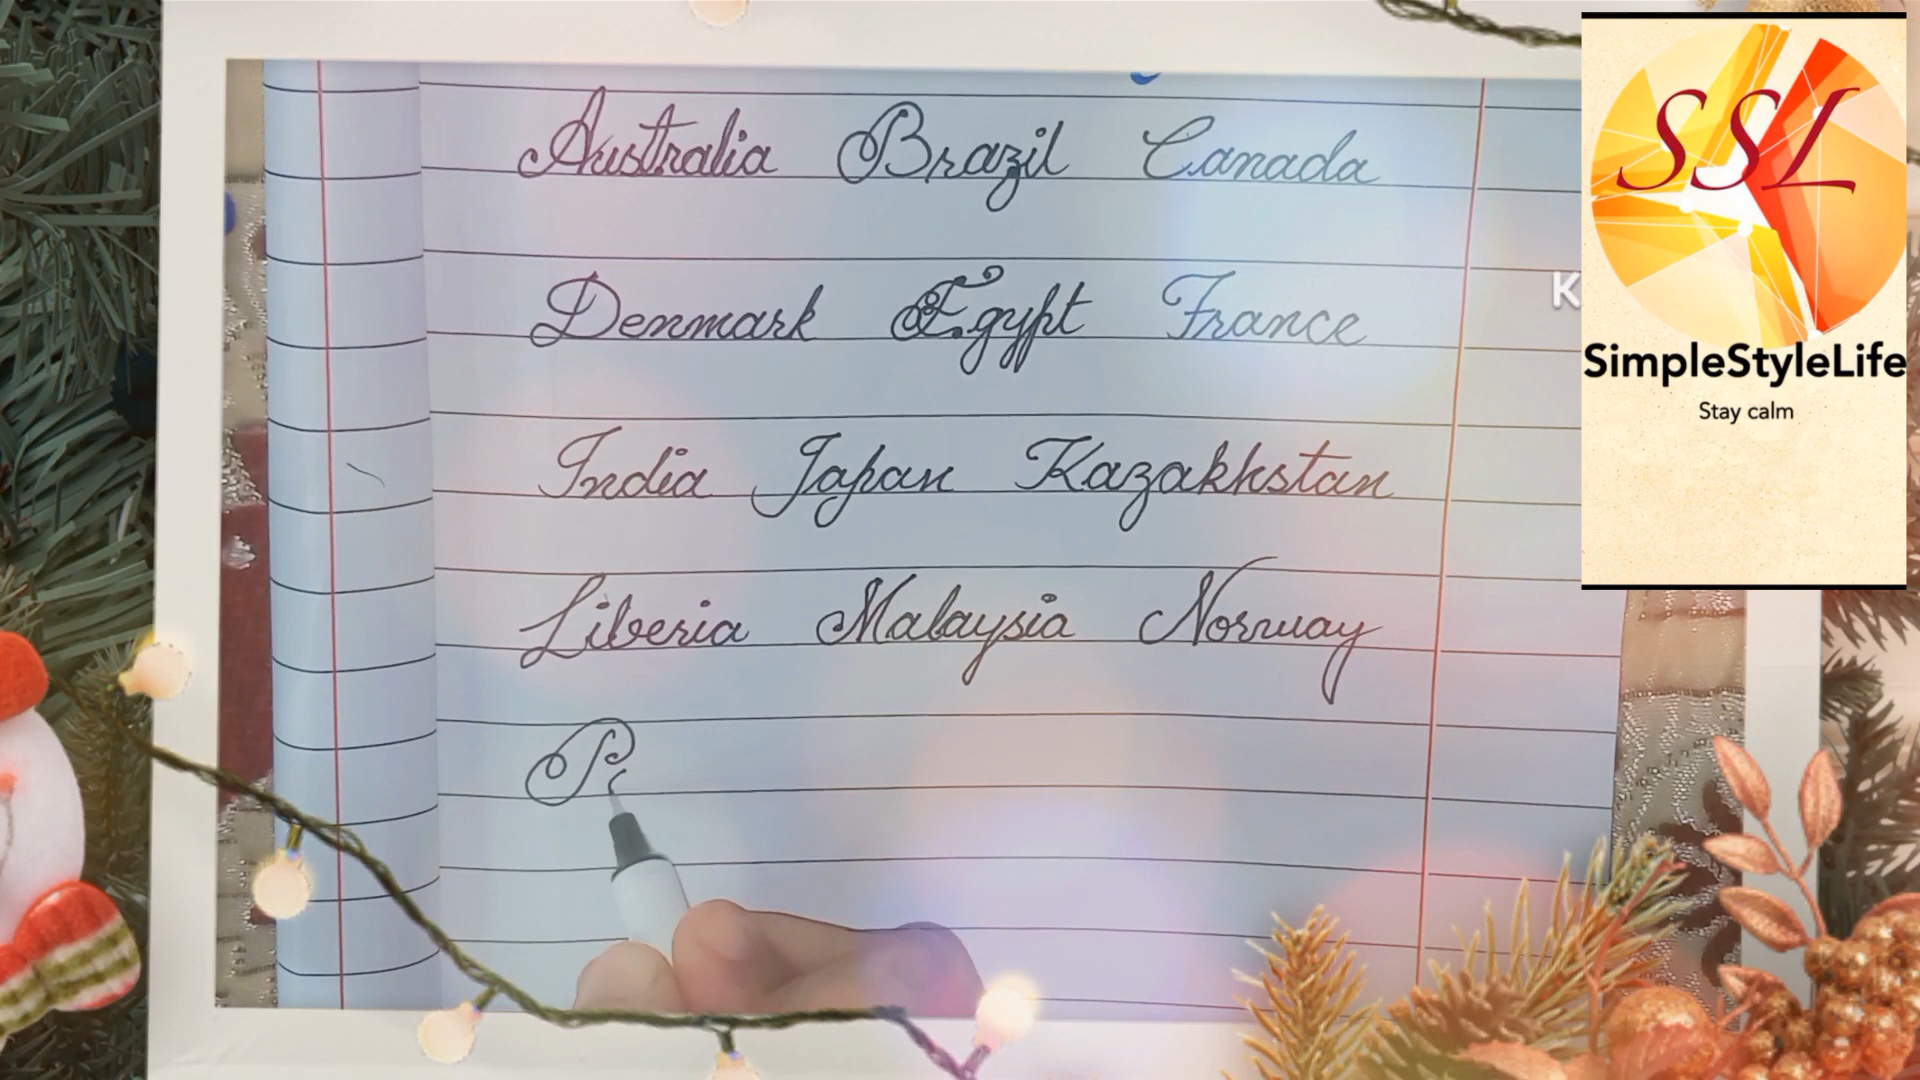 Australia Brazil Canada
Denmark Egypt France
India Japan Kazakhstan
Liberia Malaysia Norway
P
K
SSL
SimpleStyleLife
Stay calm